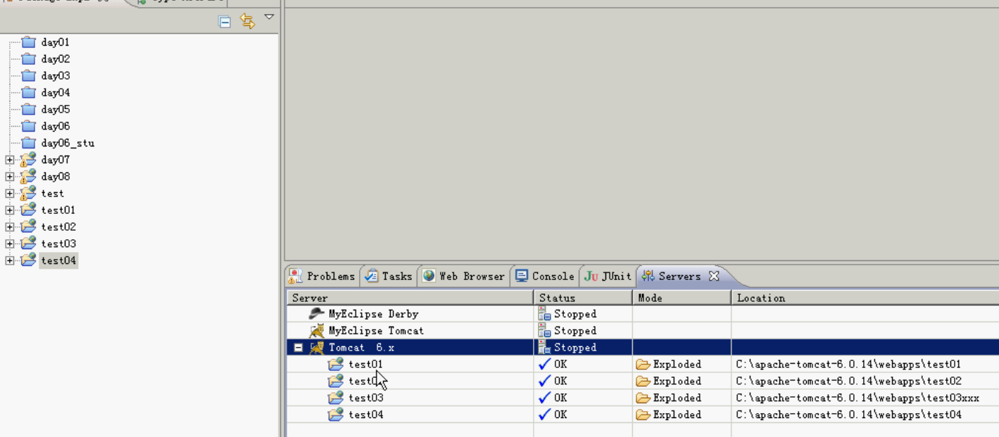 day01
day02
day03
day04
day05
day06
day06_stu
day07
day08
test
test01
test02
test03
test04
Problems Tasks Web Browser Console Ju JUnit Servers
Server Status Mode Location
MyEclipse Derby Stopped
MyEclipse Tomcat Stopped
Tomcat 6.x Stopped
test01 OK Exploded C:\apache-tomcat-6.0.14\webapps\test01
OK Exploded C:\apache-tomcat-6.0.14\webapps\test02
test03 OK Exploded C:\apache-tomcat-6.0.14\webapps\test03xxx
test04 OK Exploded C:\apache-tomcat-6.0.14\webapps\test04